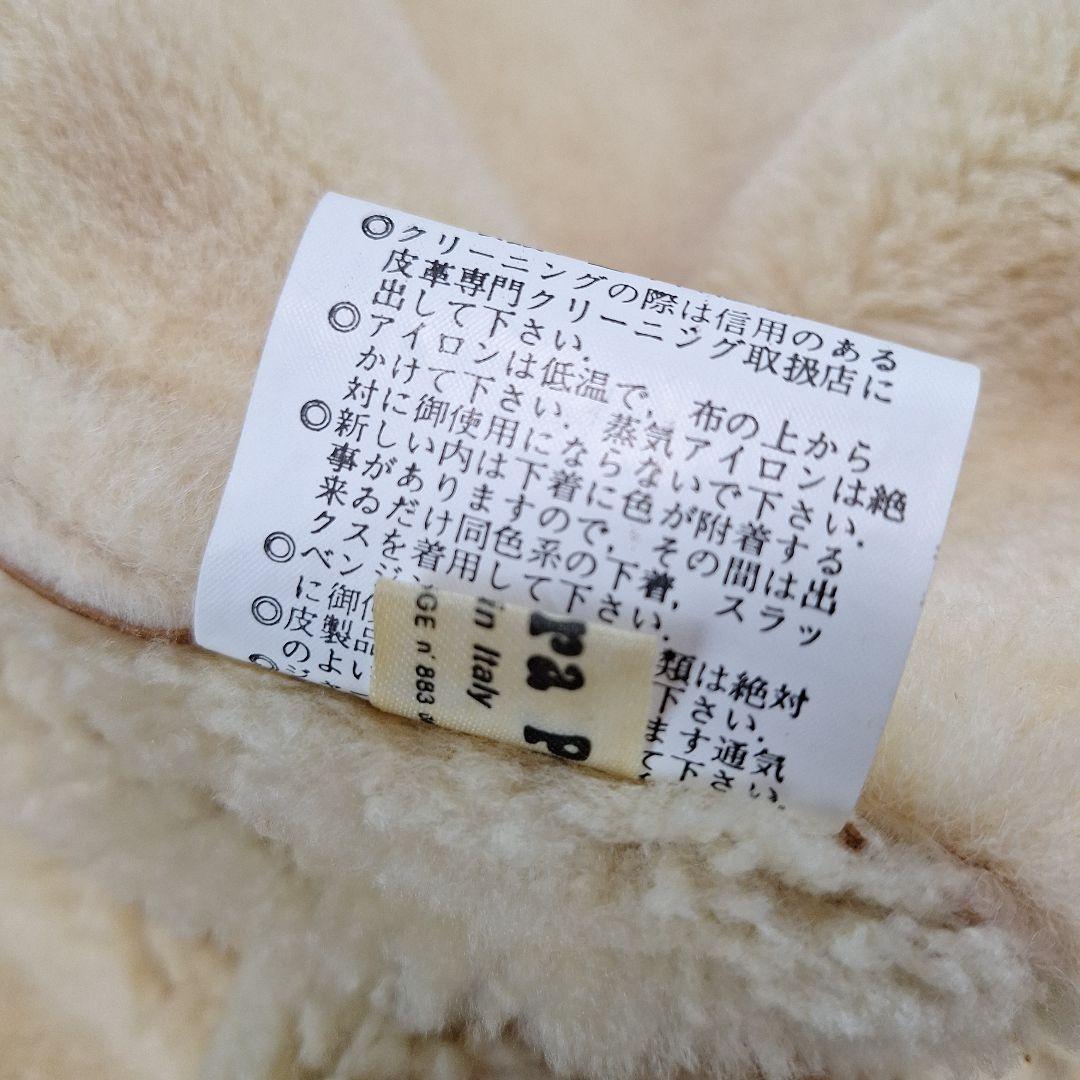 ◎クリーニングの際は信用のある
皮革専門クリーニング取扱店に
出して下さい.
◎アイロンは低温で, 布の上から
かけて下さい. 蒸気アイロンは絶
対に御使用にならないで下さい.
◎新しい内は下着に色が附着する
事がありますので, その間は出
来るだけ同色系の下着, スラッ
クスを着用して下さい.
◎ベンジ
類は絶対
に御使
下さい.
◎皮製品
ます通気
のよい
て下さい.
ra P
in Italy
GE n° 883